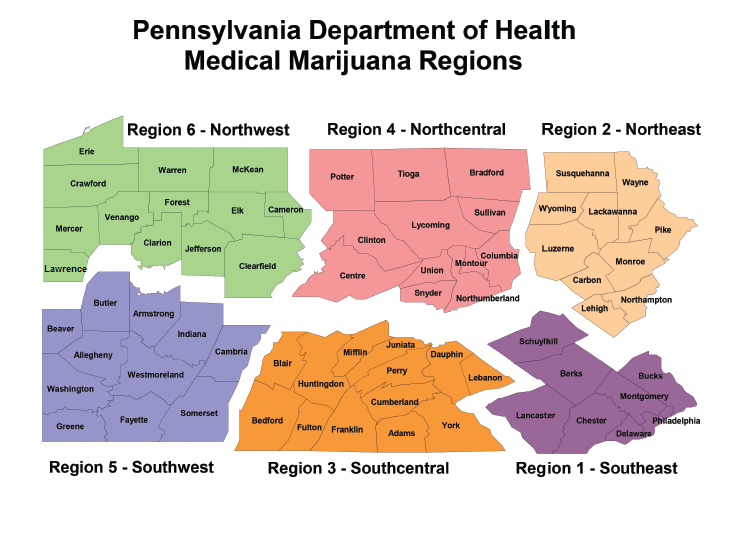 Pennsylvania Department of Health
Medical Marijuana Regions
Region 6 - Northwest
Erie
Warren
McKean
Crawford
Forest
Elk
Cameron
Mercer
Venango
Clarion
Jefferson
Clearfield
Lawrence
Region 4 - Northcentral
Potter
Tioga
Bradford
Sullivan
Lycoming
Clinton
Columbia
Montour
Union
Centre
Snyder
Northumberland
Region 2 - Northeast
Susquehanna
Wayne
Wyoming
Lackawanna
Pike
Luzerne
Monroe
Carbon
Northampton
Lehigh
Butler
Armstrong
Beaver
Indiana
Cambria
Allegheny
Westmoreland
Washington
Somerset
Fayette
Greene
Region 5 - Southwest
Juniata
Mifflin
Dauphin
Blair
Perry
Lebanon
Huntingdon
Cumberland
Bedford
Fulton
Franklin
Adams
York
Region 3 - Southcentral
Schuylkill
Berks
Bucks
Montgomery
Lancaster
Chester
Philadelphia
Delaware
Region 1 - Southeast